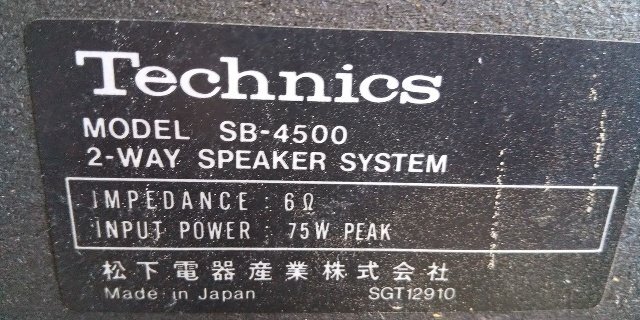 Technics
MODEL SB-4500
2-WAY SPEAKER SYSTEM
IMPEDANCE : 6Ω
INPUT POWER : 75W PEAK
松下電器産業株式会社
Made in Japan SGT12910